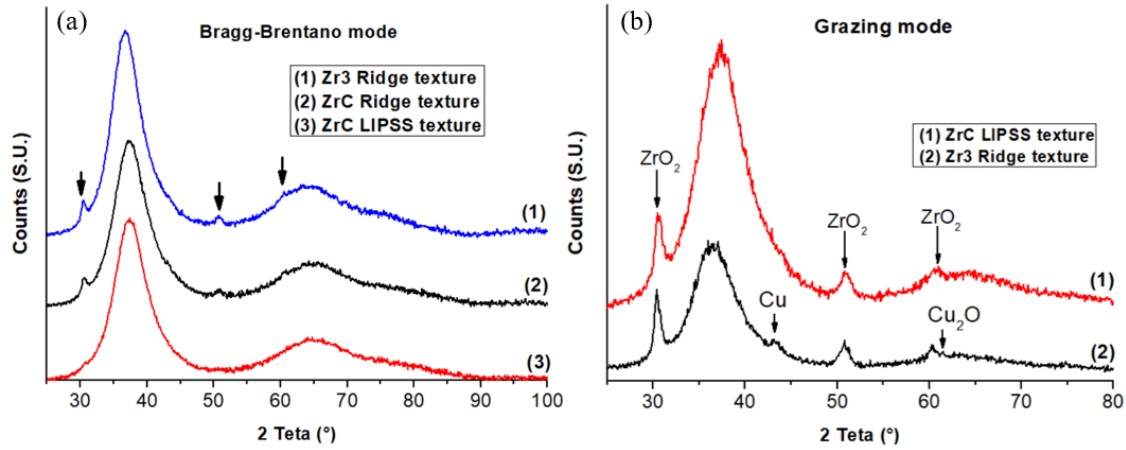 (a)
Bragg-Brentano mode
(1) Zr3 Ridge texture
(2) ZrC Ridge texture
(3) ZrC LIPSS texture
Counts (S.U.)
(1)
(2)
(3)
30 40 50 60 70 80 90 100
2 Teta (°)
(b)
Grazing mode
(1) ZrC LIPSS texture
(2) Zr3 Ridge texture
Counts (S.U.)
ZrO₂
ZrO₂
ZrO₂
(1)
Cu
Cu₂O
(2)
30 40 50 60 70 80
2 Teta (°)